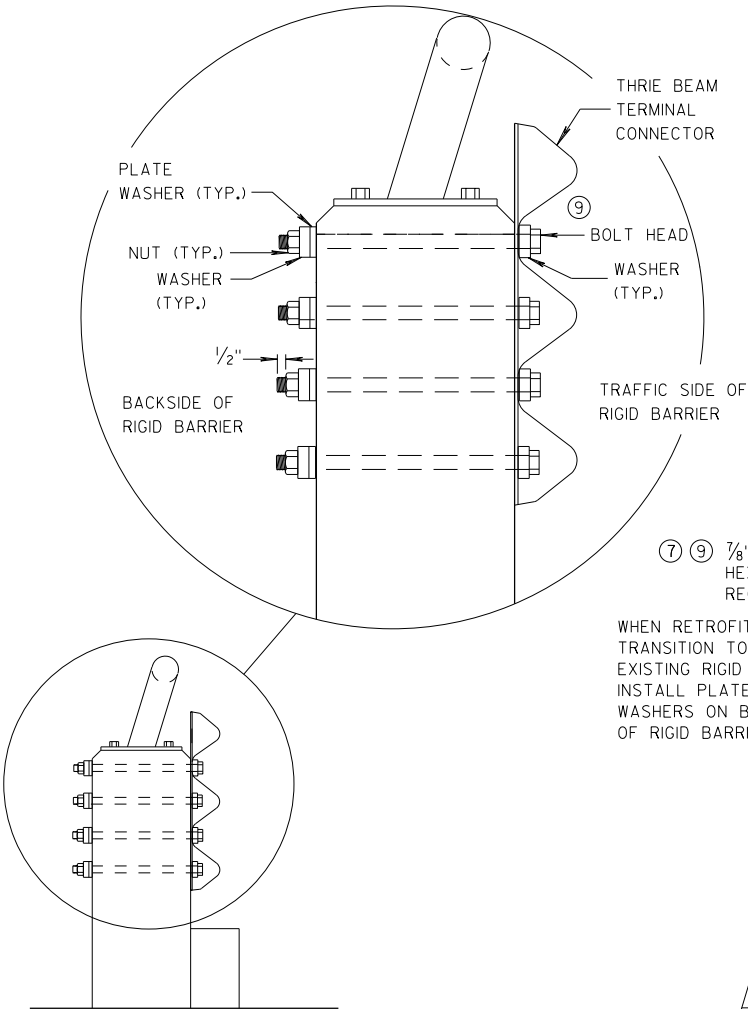 THRIE BEAM
TERMINAL
CONNECTOR
PLATE
WASHER (TYP.)
⑨
BOLT HEAD
NUT (TYP.)
WASHER
(TYP.)
WASHER
(TYP.)
1/2"
BACKSIDE OF
RIGID BARRIER
TRAFFIC SIDE OF
RIGID BARRIER
⑦ ⑨ 7/8"
WHEN RETROFIT
TRANSITION TO
EXISTING RIGID
INSTALL PLATE
WASHERS ON B
OF RIGID BARRI